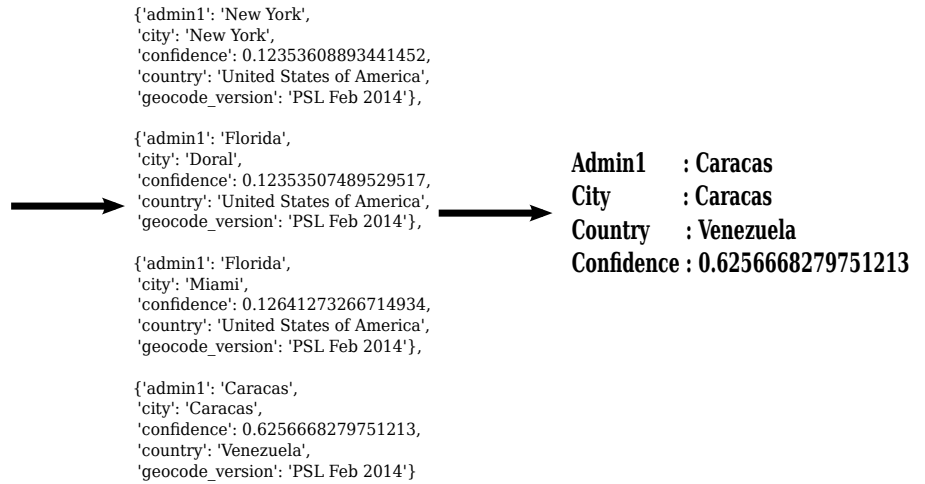 {'admin1': 'New York',
'city': 'New York',
'confidence': 0.12353608893441452,
'country': 'United States of America',
'geocode_version': 'PSL Feb 2014'},
{'admin1': 'Florida',
'city': 'Doral',
'confidence': 0.12353507489529517,
'country': 'United States of America',
'geocode_version': 'PSL Feb 2014'},
{'admin1': 'Florida',
'city': 'Miami',
'confidence': 0.12641273266714934,
'country': 'United States of America',
'geocode_version': 'PSL Feb 2014'},
{'admin1': 'Caracas',
'city': 'Caracas',
'confidence': 0.6256668279751213,
'country': 'Venezuela',
'geocode_version': 'PSL Feb 2014'}
Admin1 : Caracas
City : Caracas
Country : Venezuela
Confidence : 0.6256668279751213